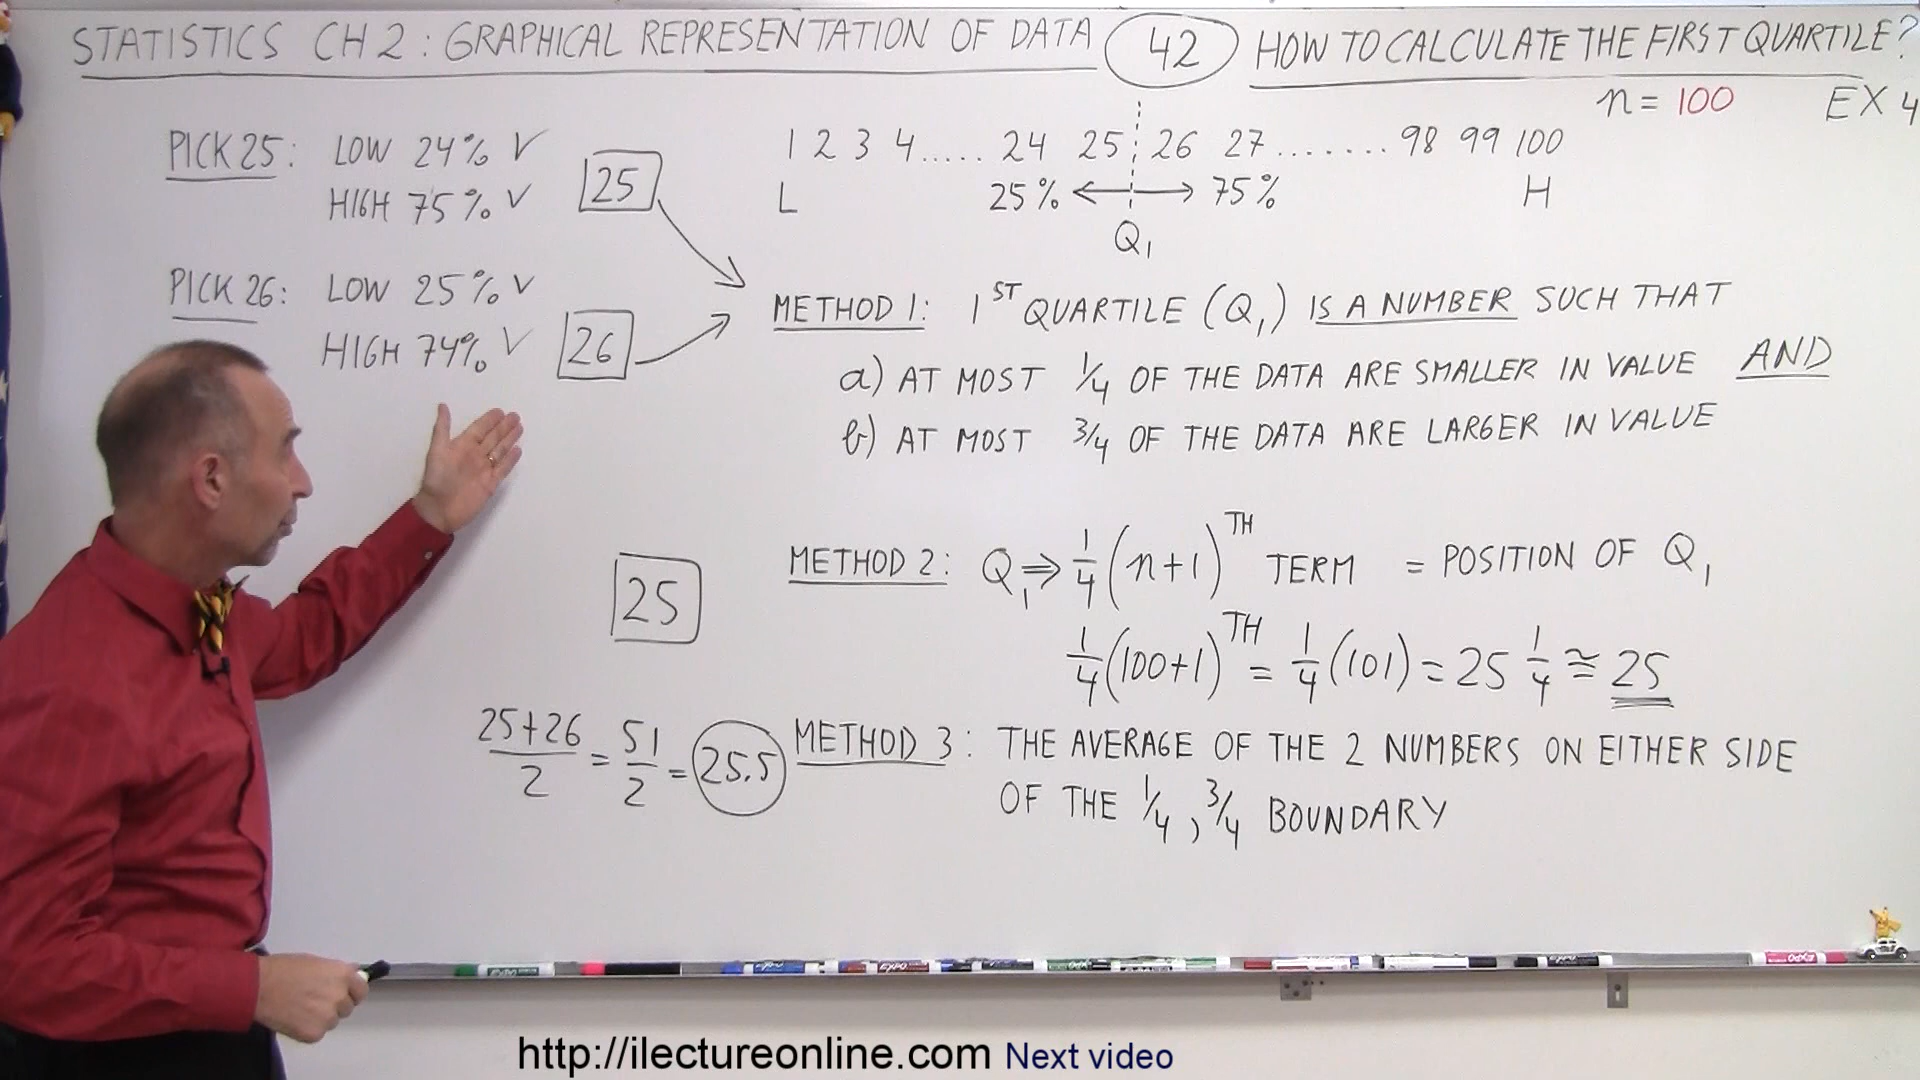 STATISTICS CH 2 : GRAPHICAL REPRESENTATION OF DATA 42 HOW TO CALCULATE THE FIRST QUARTILE?
n = 100 EX 4
PICK 25: LOW 24% V
HIGH 75% V
25
PICK 26: LOW 25% V
HIGH 74% V
26
1 2 3 4 ..... 24 25 26 27 ........ 98 99 100
L 25% ← → 75% H
Q₁
METHOD 1: 1ST QUARTILE (Q₁) IS A NUMBER SUCH THAT
a) AT MOST 1/4 OF THE DATA ARE SMALLER IN VALUE AND
b) AT MOST 3/4 OF THE DATA ARE LARGER IN VALUE
25
METHOD 2: Q₁ ⇒ 1/4 (n+1)TH TERM = POSITION OF Q₁
1/4 (100+1)TH = 1/4 (101) = 25 1/4 ≅ 25
25+26/2 = 51/2 = 25.5
METHOD 3: THE AVERAGE OF THE 2 NUMBERS ON EITHER SIDE
OF THE 1/4, 3/4 BOUNDARY
EXPO
http://ilectureonline.com Next video